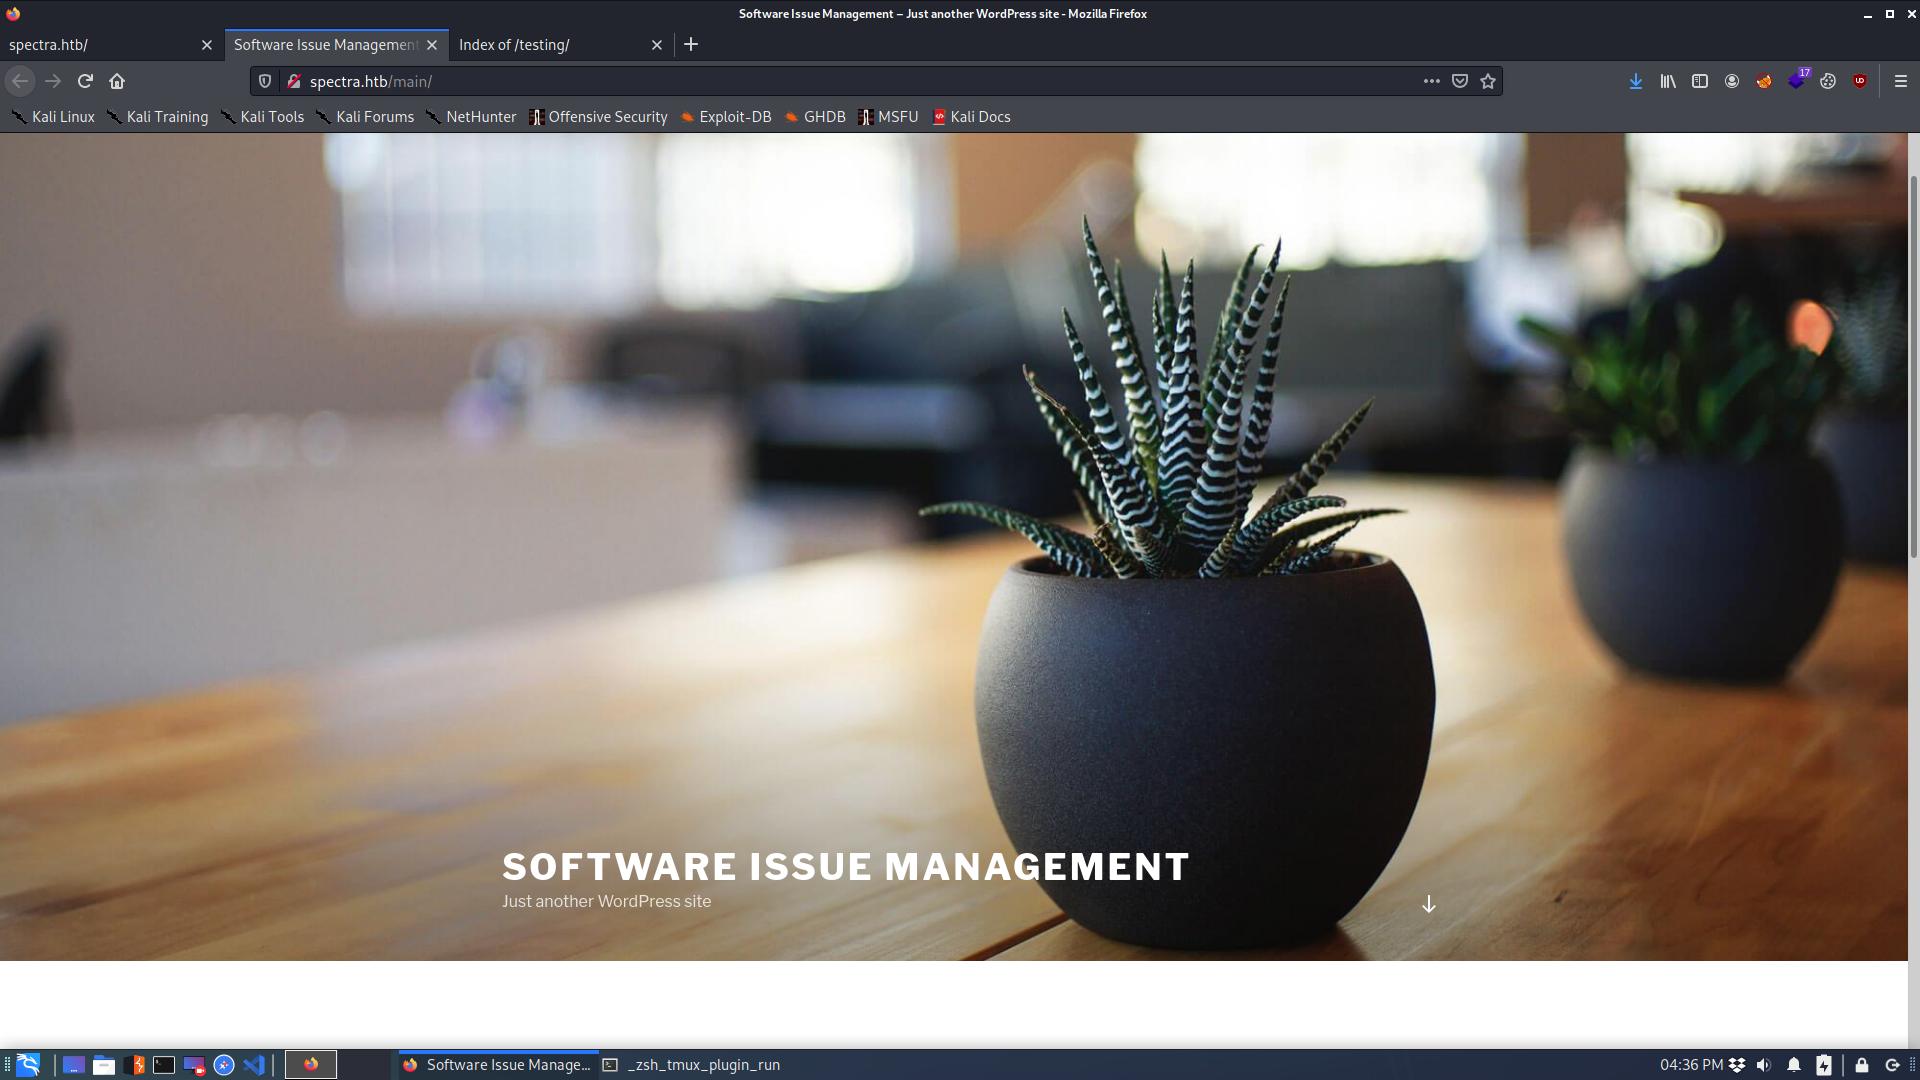 Software Issue Management – Just another WordPress site - Mozilla Firefox
spectra.htb/
Software Issue Management
Index of /testing/
spectra.htb/main/
17
Kali Linux
Kali Training
Kali Tools
Kali Forums
NetHunter
Offensive Security
Exploit-DB
GHDB
MSFU
Kali Docs
SOFTWARE ISSUE MANAGEMENT
Just another WordPress site
Software Issue Manage...
_zsh_tmux_plugin_run
04:36 PM